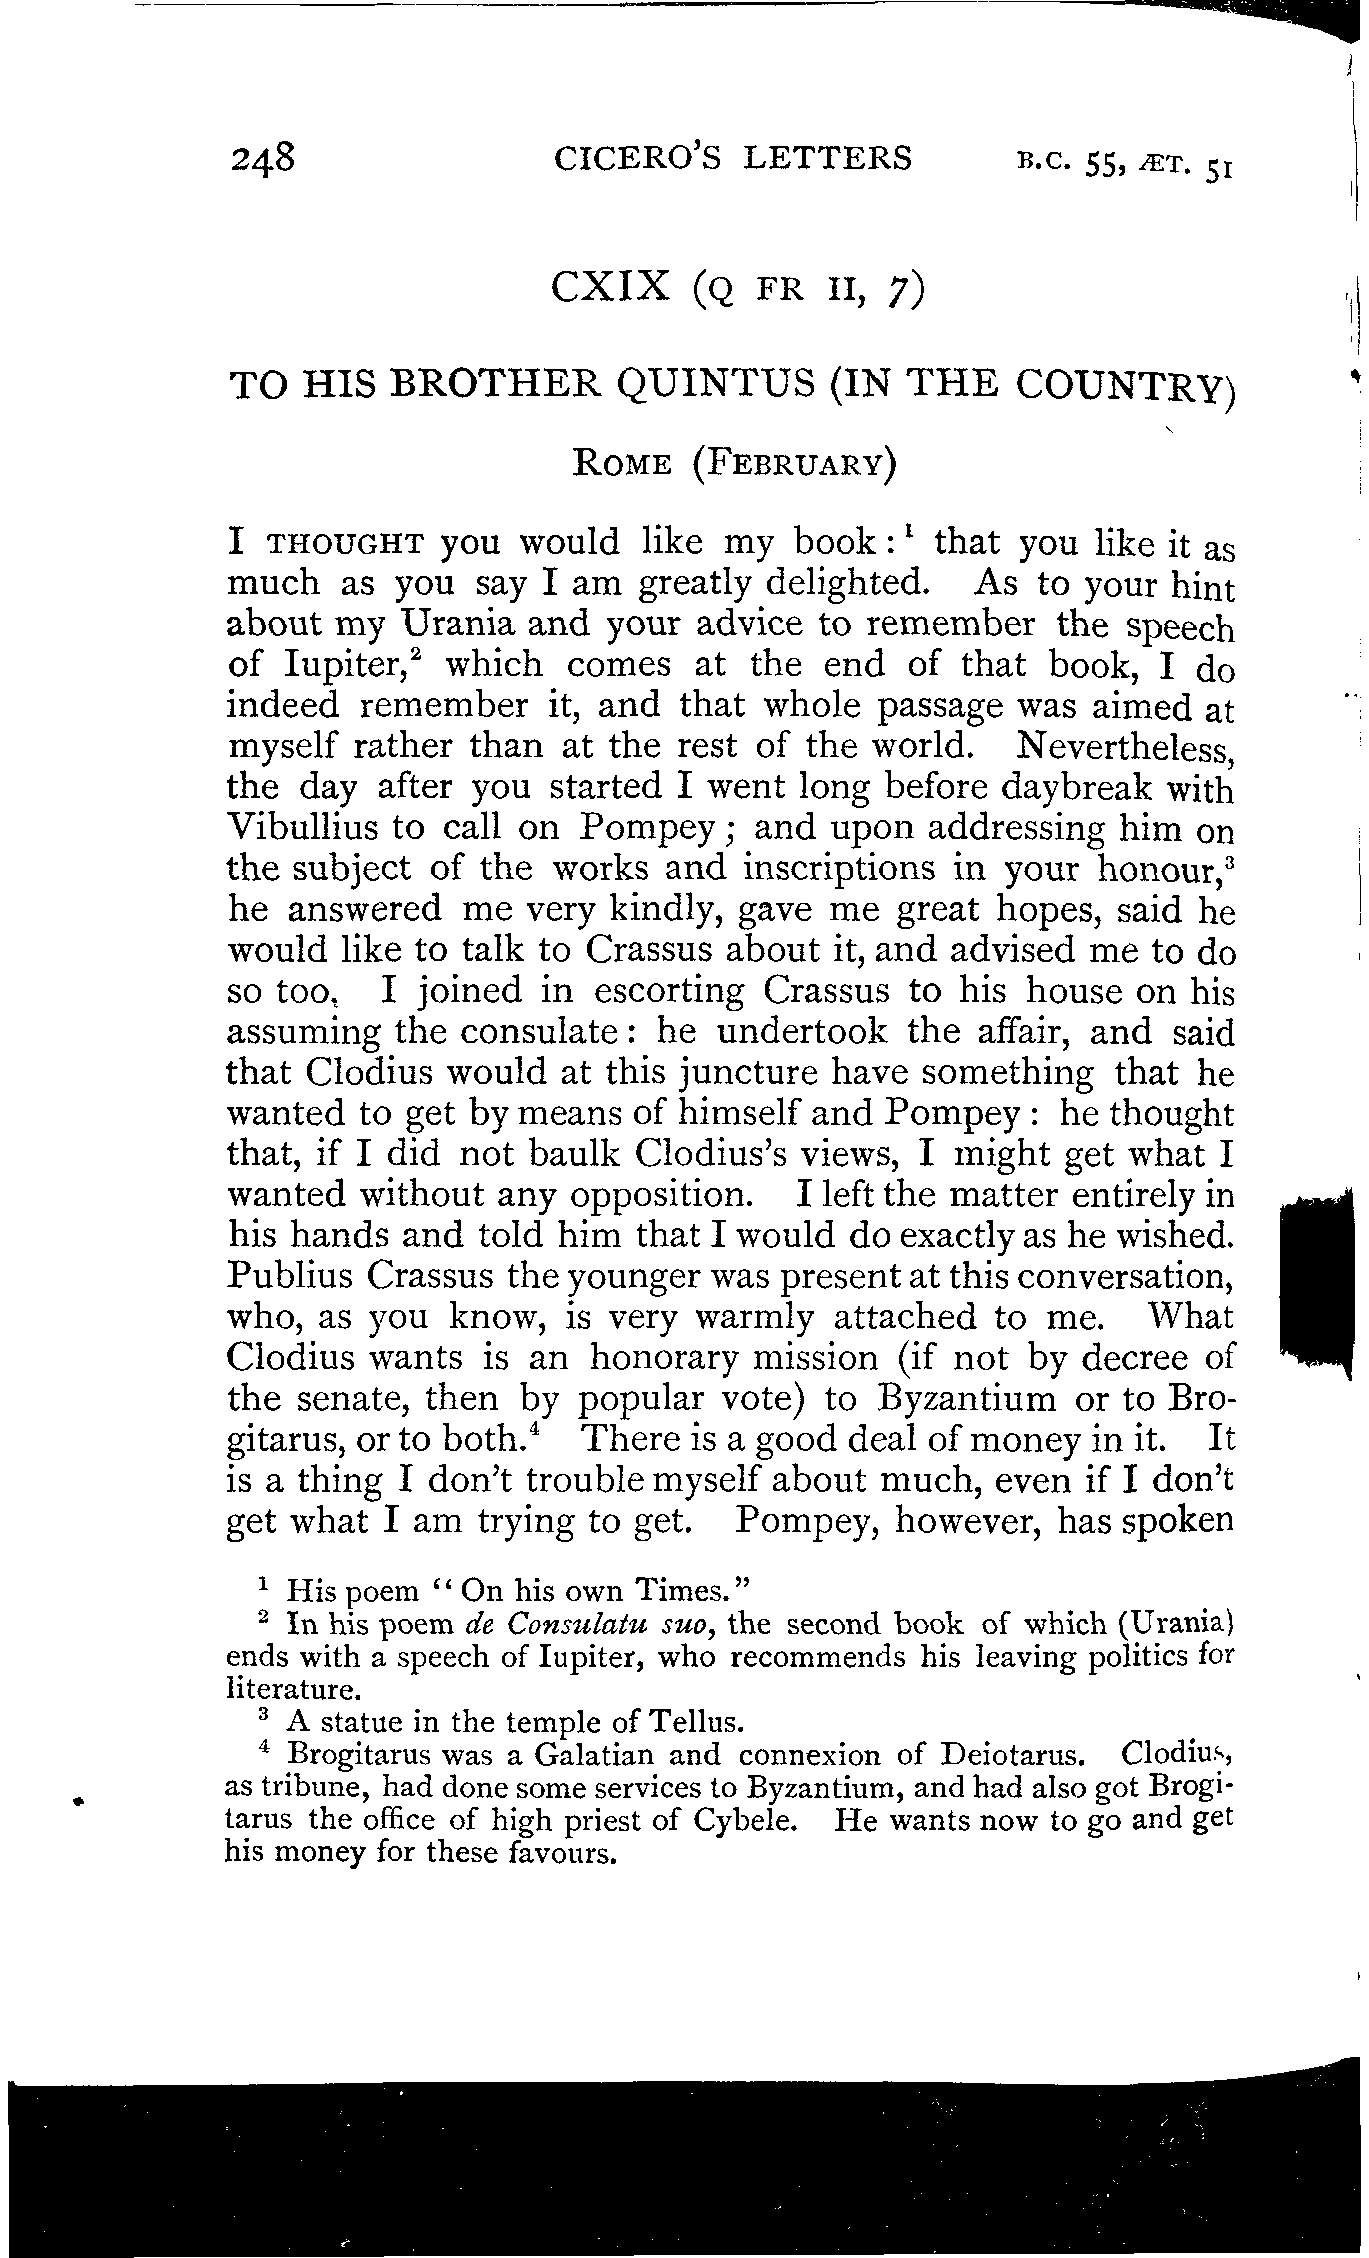 248 CICERO'S LETTERS B.C. 55, ÆT. 51
CXIX (Q FR II, 7)
TO HIS BROTHER QUINTUS (IN THE COUNTRY)
ROME (FEBRUARY)
I THOUGHT you would like my book:¹ that you like it as
much as you say I am greatly delighted. As to your hint
about my Urania and your advice to remember the speech
of Iupiter,² which comes at the end of that book, I do
indeed remember it, and that whole passage was aimed at
myself rather than at the rest of the world. Nevertheless,
the day after you started I went long before daybreak with
Vibullius to call on Pompey; and upon addressing him on
the subject of the works and inscriptions in your honour,³
he answered me very kindly, gave me great hopes, said he
would like to talk to Crassus about it, and advised me to do
so too. I joined in escorting Crassus to his house on his
assuming the consulate: he undertook the affair, and said
that Clodius would at this juncture have something that he
wanted to get by means of himself and Pompey: he thought
that, if I did not baulk Clodius's views, I might get what I
wanted without any opposition. I left the matter entirely in
his hands and told him that I would do exactly as he wished.
Publius Crassus the younger was present at this conversation,
who, as you know, is very warmly attached to me. What
Clodius wants is an honorary mission (if not by decree of
the senate, then by popular vote) to Byzantium or to Bro-
gitarus, or to both.⁴ There is a good deal of money in it. It
is a thing I don't trouble myself about much, even if I don't
get what I am trying to get. Pompey, however, has spoken
¹ His poem "On his own Times."
² In his poem de Consulatu suo, the second book of which (Urania)
ends with a speech of Iupiter, who recommends his leaving politics for
literature.
³ A statue in the temple of Tellus.
⁴ Brogitarus was a Galatian and connexion of Deiotarus. Clodius,
as tribune, had done some services to Byzantium, and had also got Brogi-
tarus the office of high priest of Cybele. He wants now to go and get
his money for these favours.